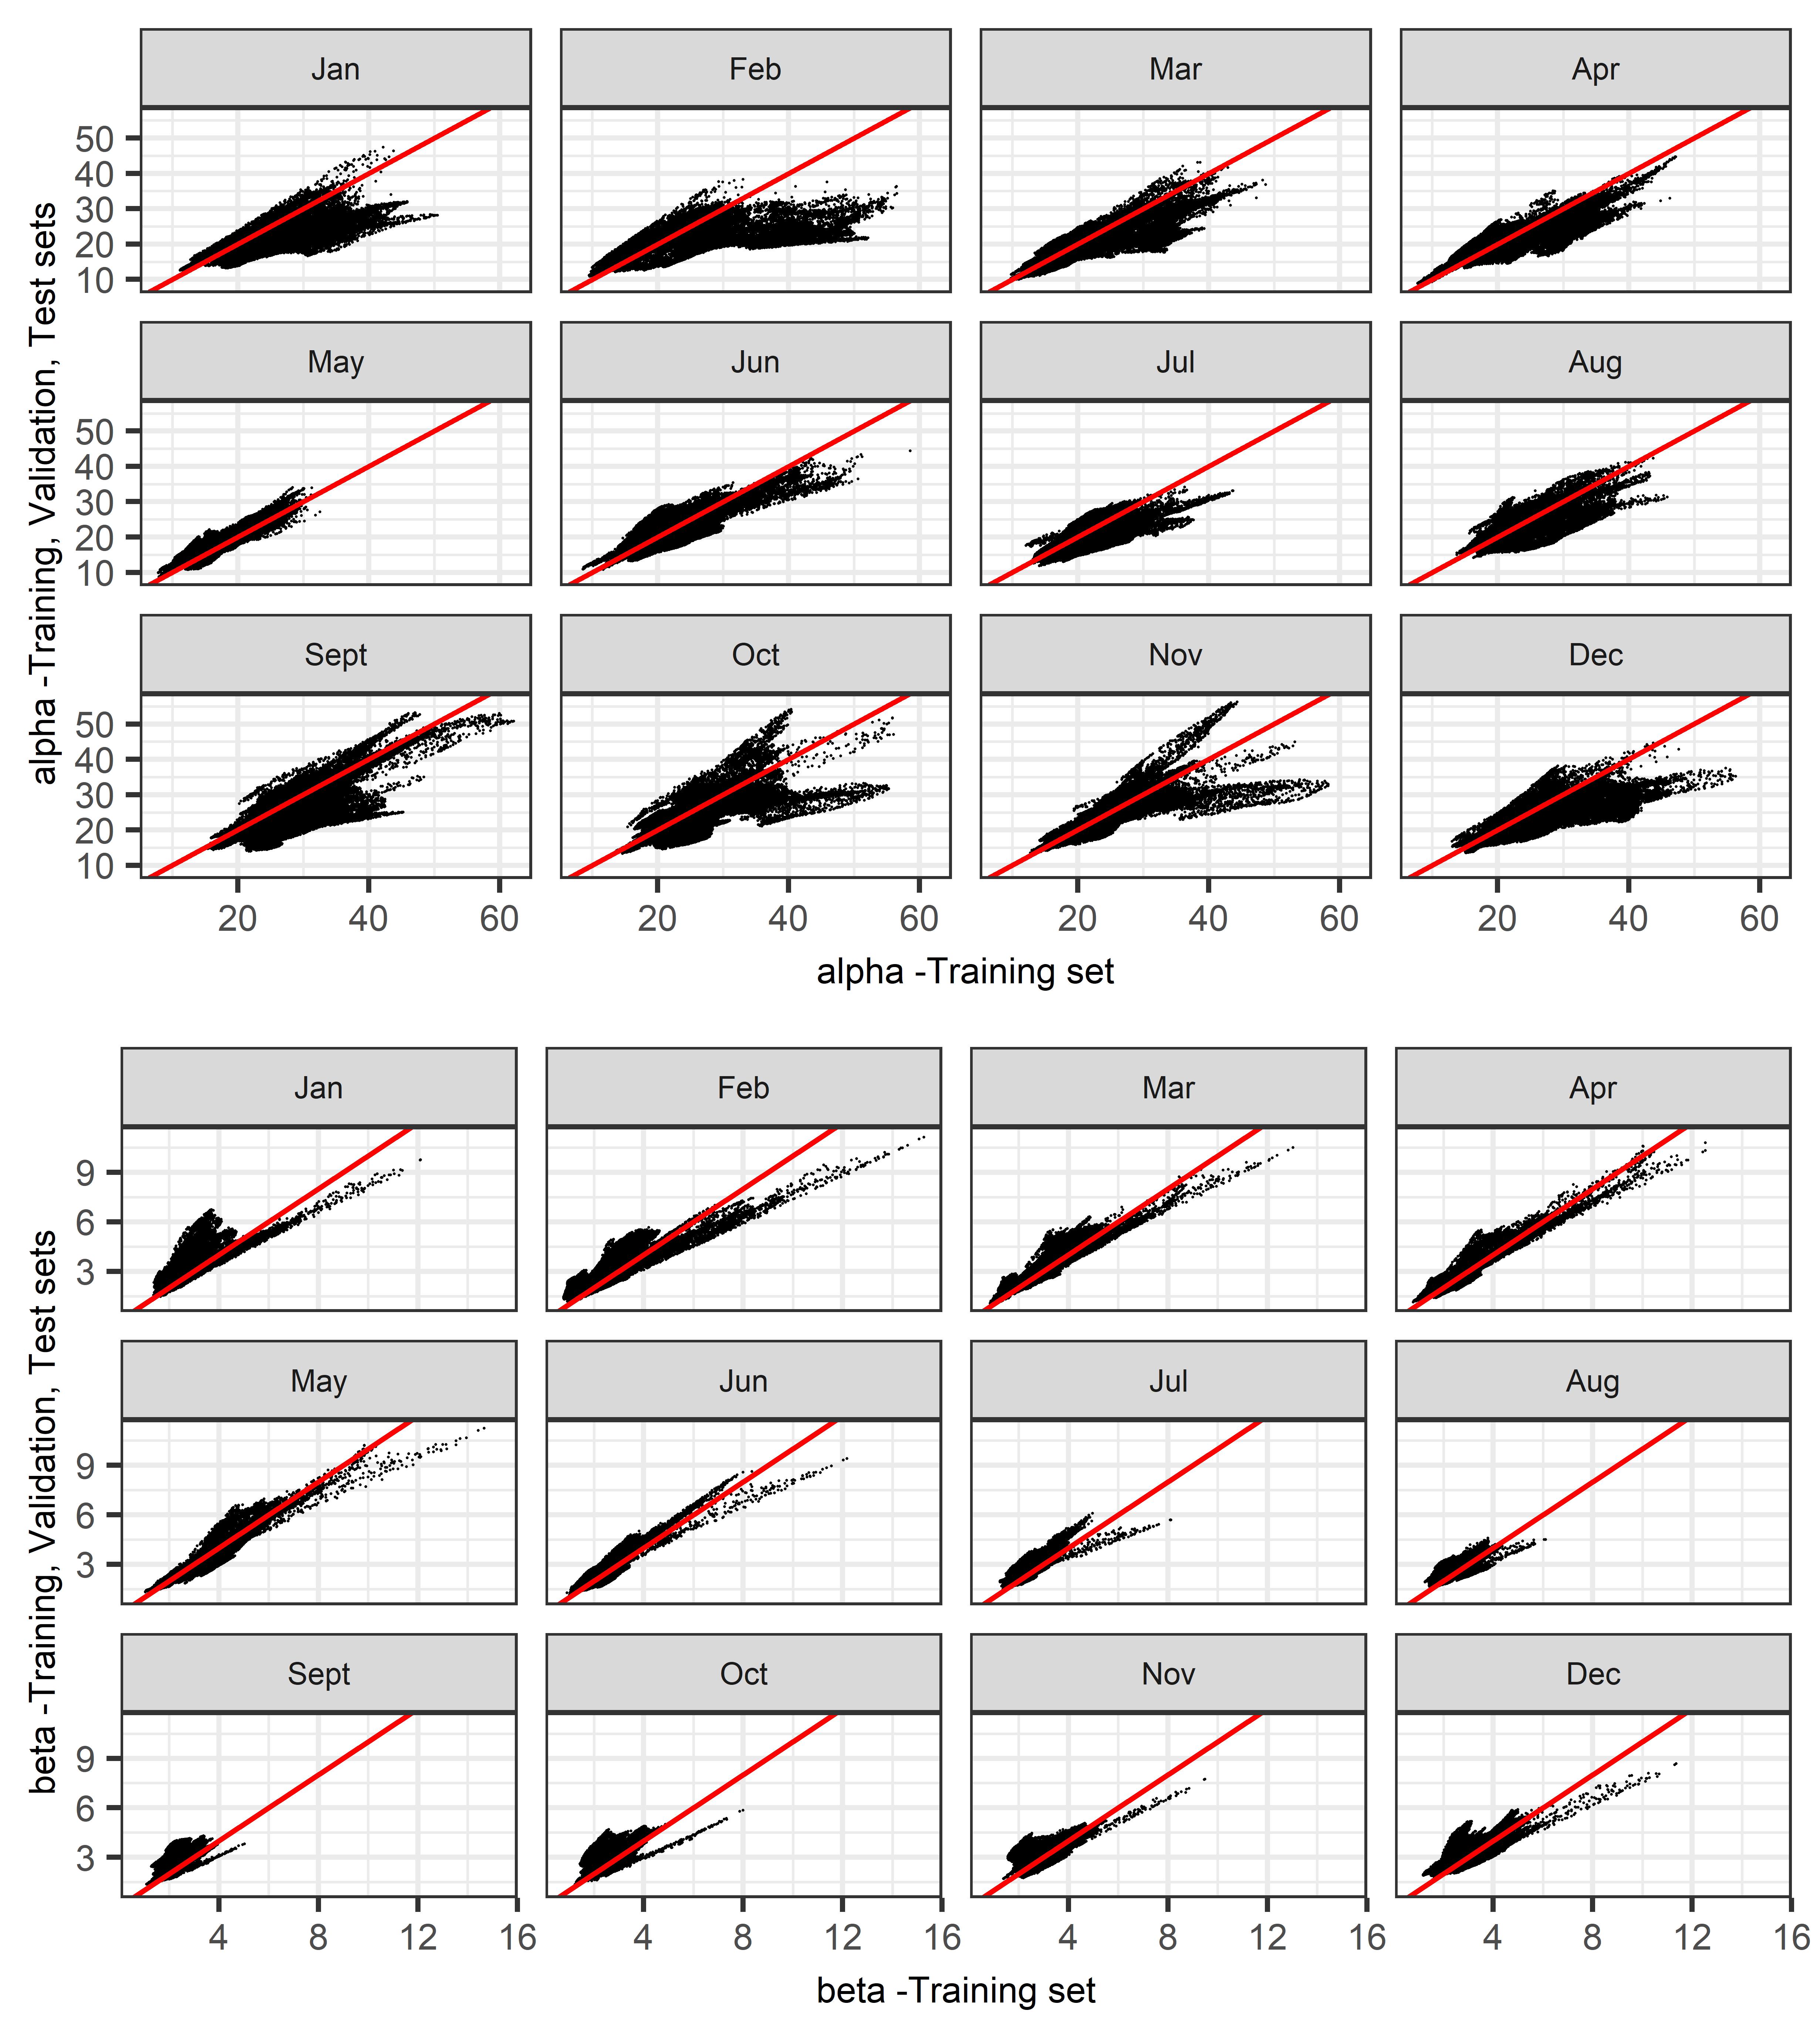 Jan Feb Mar Apr
50
40
30
20
10
May Jun Jul Aug
50
40
30
20
10
Sept Oct Nov Dec
50
40
30
20
10
alpha -Training, Validation, Test sets
20 40 60 20 40 60 20 40 60 20 40 60
alpha -Training set
Jan Feb Mar Apr
9
6
3
May Jun Jul Aug
9
6
3
Sept Oct Nov Dec
9
6
3
beta -Training, Validation, Test sets
4 8 12 16 4 8 12 16 4 8 12 16 4 8 12 16
beta -Training set